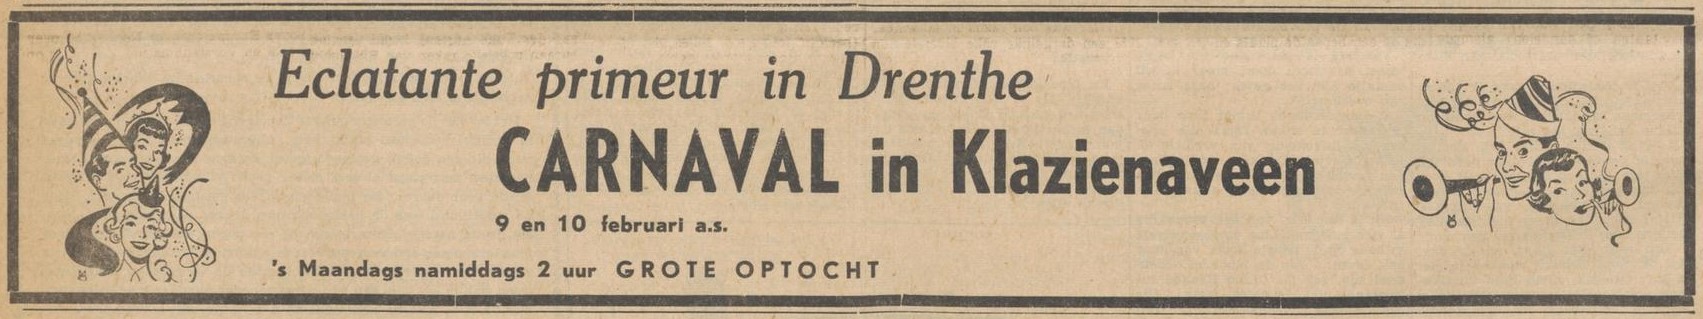 Eclatante primeur in Drenthe
CARNAVAL in Klazienaveen
9 en 10 februari a.s.
's Maandags namiddags 2 uur GROTE OPTOCHT